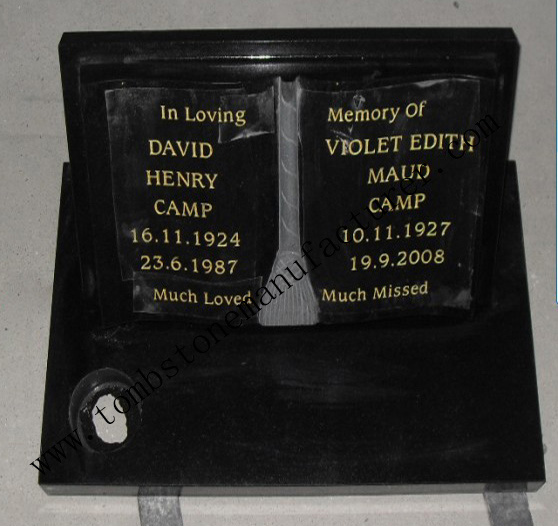 In Loving
DAVID
HENRY
CAMP
16.11.1924
23.6.1987
Much Loved
Memory Of
VIOLET EDITH
MAUD
CAMP
10.11.1927
19.9.2008
Much Missed
www.tombstonemanufactures.com